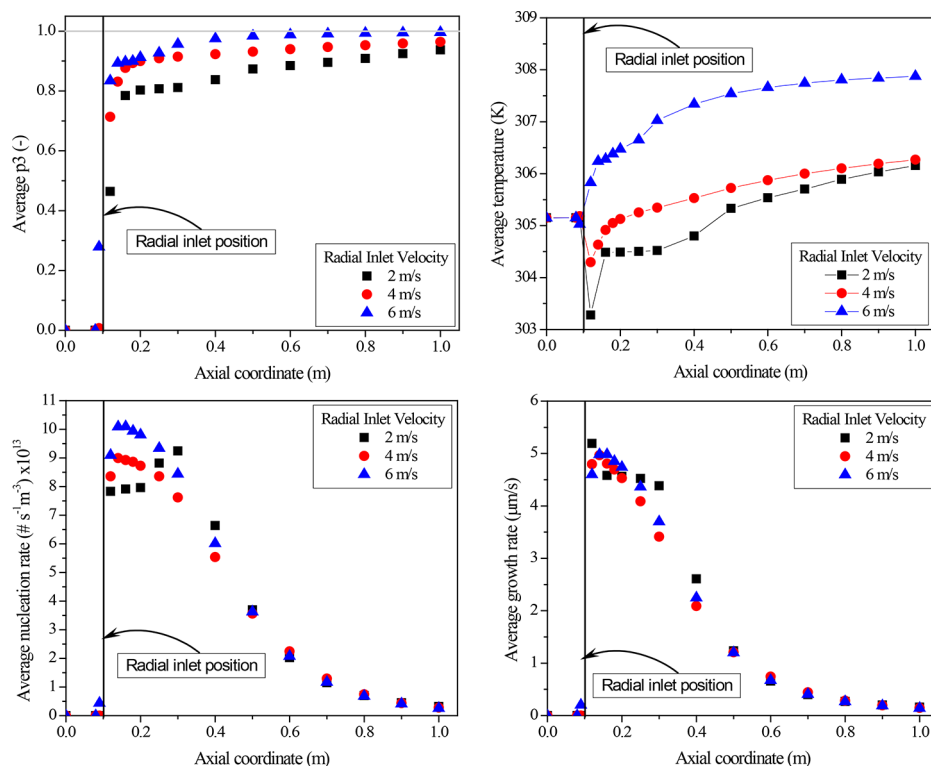 Average p3 (-)
1.0
0.8
0.6
0.4
0.2
0.0
0.0 0.2 0.4 0.6 0.8 1.0
Axial coordinate (m)
Radial inlet position
Radial Inlet Velocity
2 m/s
4 m/s
6 m/s
Average temperature (K)
309
308
307
306
305
304
303
0.0 0.2 0.4 0.6 0.8 1.0
Axial coordinate (m)
Radial inlet position
Radial Inlet Velocity
2 m/s
4 m/s
6 m/s
Average nucleation rate (# s⁻¹m⁻³) x10¹³
11
10
9
8
7
6
5
4
3
2
1
0
0.0 0.2 0.4 0.6 0.8 1.0
Axial coordinate (m)
Radial inlet position
Radial Inlet Velocity
2 m/s
4 m/s
6 m/s
Average growth rate (μm/s)
6
5
4
3
2
1
0
0.0 0.2 0.4 0.6 0.8 1.0
Axial coordinate (m)
Radial inlet position
Radial Inlet Velocity
2 m/s
4 m/s
6 m/s